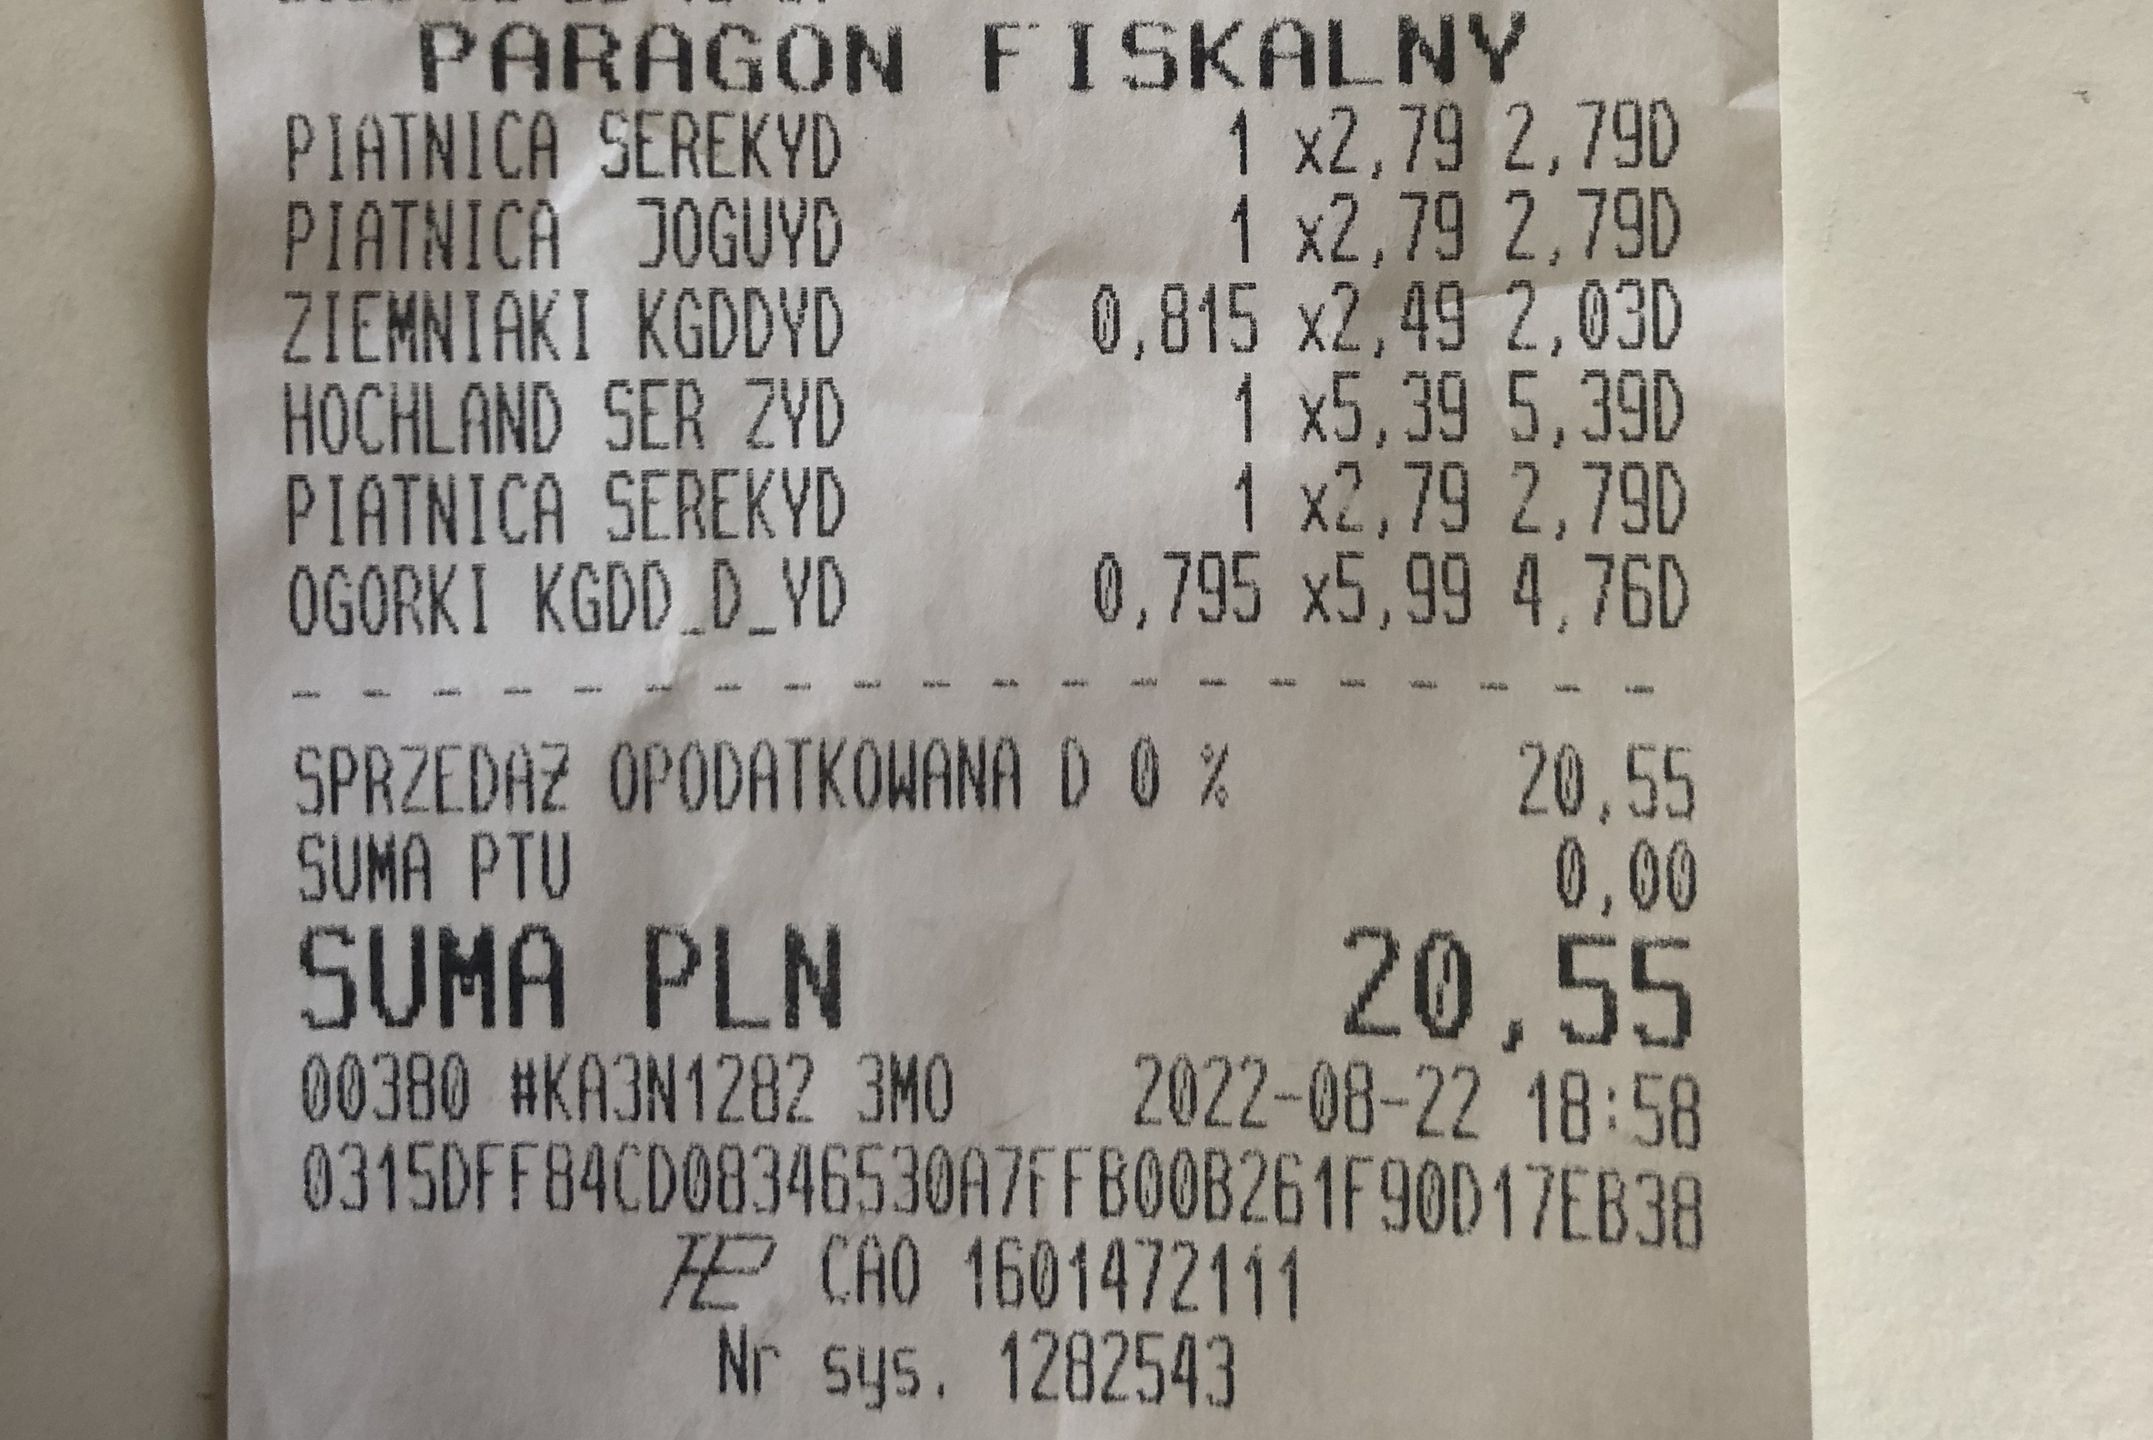 PARAGON FISKALNY
PIATNICA SEREKYD 1 x2,79 2,79D
PIATNICA JOGUYD 1 x2,79 2,79D
ZIEMNIAKI KGDDYD 0,815 x2,49 2,03D
HOCHLAND SER ZYD 1 x5,39 5,39D
PIATNICA SEREKYD 1 x2,79 2,79D
OGORKI KGDD_D_YD 0,795 x5,99 4,76D
- - - - - - - - - - - - - - - - - - - -
SPRZEDAŻ OPODATKOWANA D 0 % 20,55
SUMA PTU 0,00
SUMA PLN 20,55
00380 #KA3N1282 3MO 2022-08-22 18:58
0315DFF84CD08346530A7FFB00B261F90D17EB38
CAO 1601472111
Nr sys. 1282543